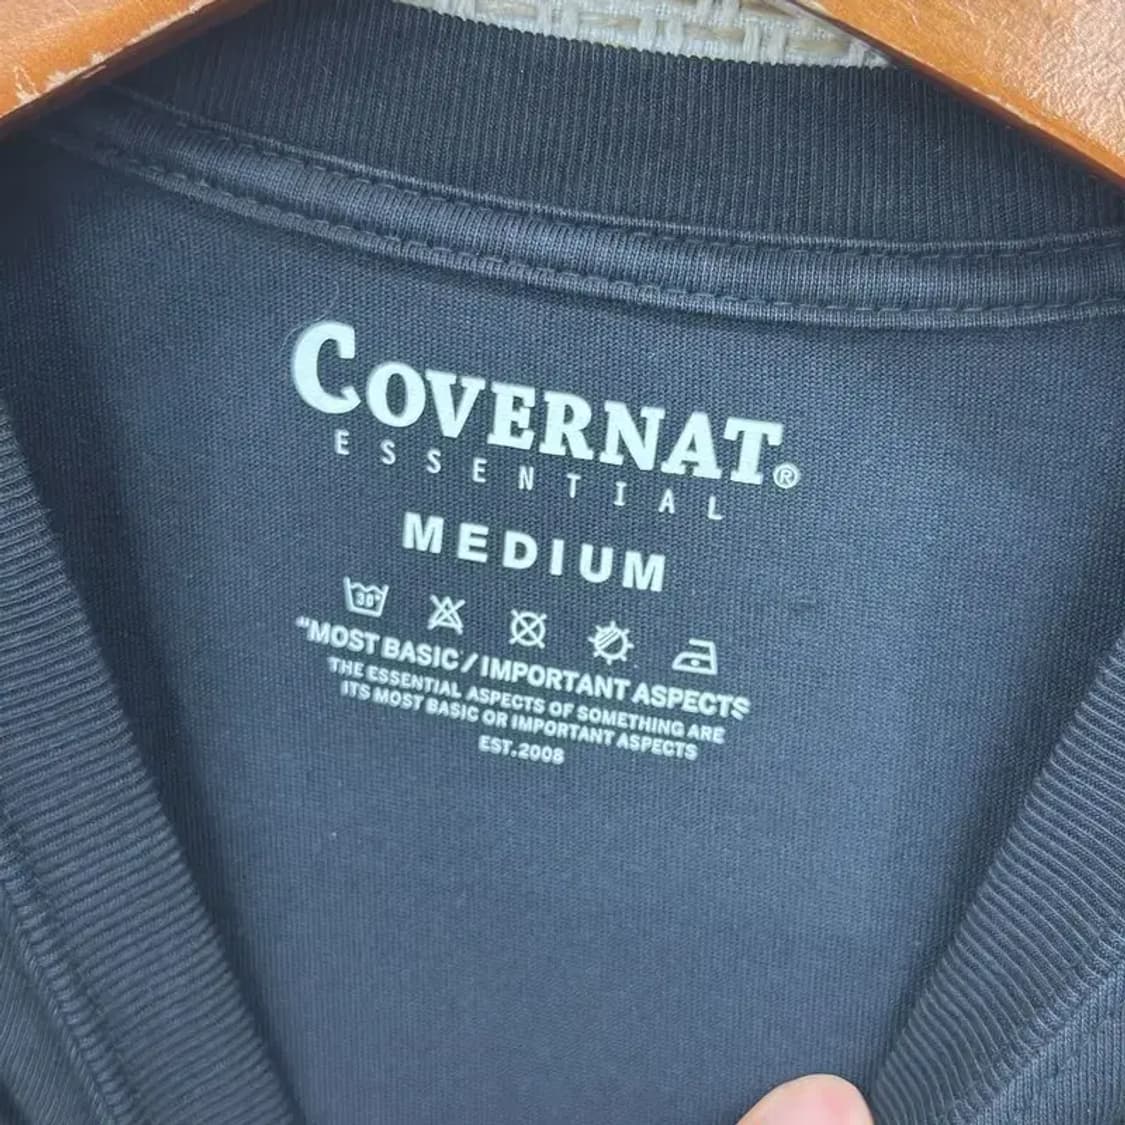 COVERNAT®
ESSENTIAL
MEDIUM
30°
“MOST BASIC / IMPORTANT ASPECTS
THE ESSENTIAL ASPECTS OF SOMETHING ARE
ITS MOST BASIC OR IMPORTANT ASPECTS
EST.2008